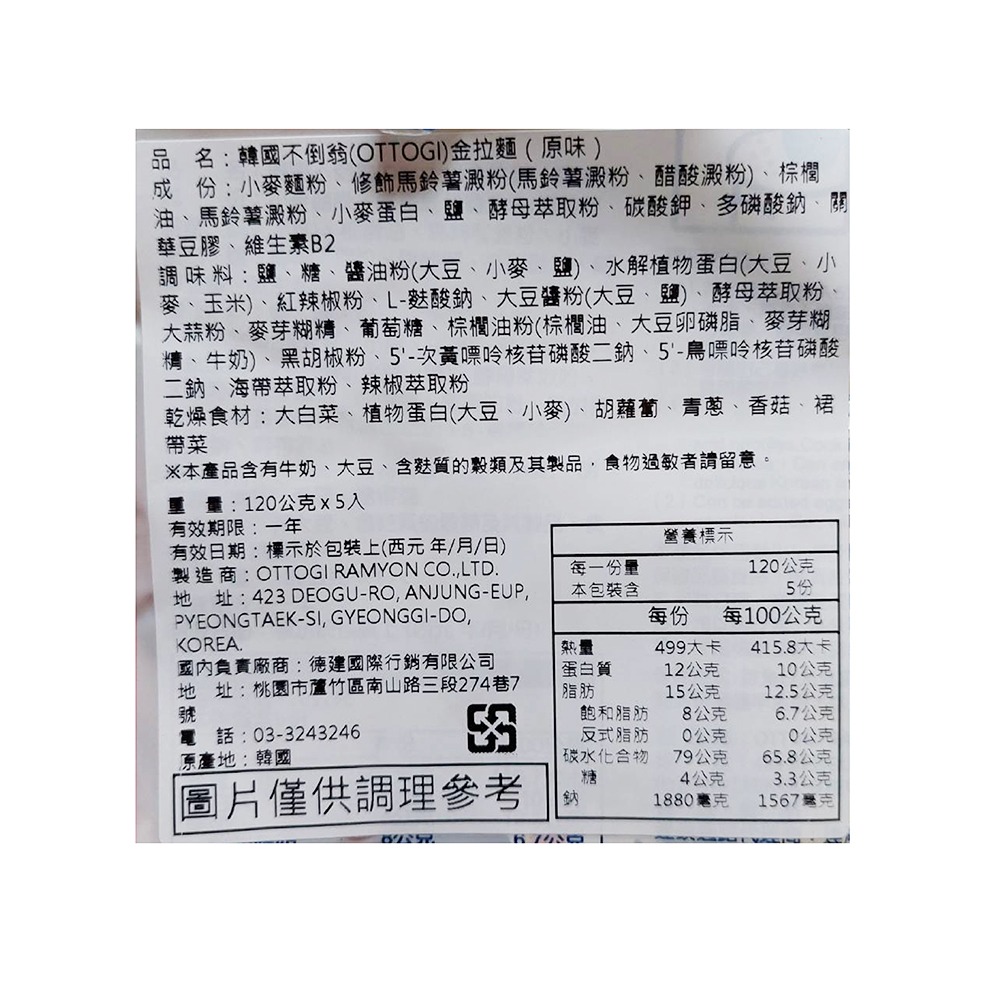 品　名：韓國不倒翁(OTTOGI)金拉麵（原味）
成　份：小麥麵粉、修飾馬鈴薯澱粉(馬鈴薯澱粉、醋酸澱粉)、棕櫚
油、馬鈴薯澱粉、小麥蛋白、鹽、酵母萃取粉、碳酸鉀、多磷酸鈉、關
華豆膠、維生素B2
調 味 料：鹽、糖、醬油粉(大豆、小麥、鹽)、水解植物蛋白(大豆、小
麥、玉米)、紅辣椒粉、L-麩酸鈉、大豆醬粉(大豆、鹽)、酵母萃取粉、
大蒜粉、麥芽糊精、葡萄糖、棕櫚油粉(棕櫚油、大豆卵磷脂、麥芽糊
精、牛奶)、黑胡椒粉、5'-次黃嘌呤核苷磷酸二鈉、5'-鳥嘌呤核苷磷酸
二鈉、海帶萃取粉、辣椒萃取粉
乾燥食材：大白菜、植物蛋白(大豆、小麥)、胡蘿蔔、青蔥、香菇、裙
帶菜
※本產品含有牛奶、大豆、含麩質的穀類及其製品，食物過敏者請留意。
重　量：120公克 x 5入
有效期限：一年
有效日期：標示於包裝上(西元 年/月/日)
製 造 商：OTTOGI RAMYON CO.,LTD.
地　址：423 DEOGU-RO, ANJUNG-EUP,
PYEONGTAEK-SI, GYEONGGI-DO,
KOREA.
國內負責廠商：德建國際行銷有限公司
地　址：桃園市蘆竹區南山路三段274巷7
號
電　話：03-3243246
原產地：韓國
圖片僅供調理參考
營養標示
每一份量 120公克
本包裝含 5份
每份 每100公克
熱量 499大卡 415.8大卡
蛋白質 12公克 10公克
脂肪 15公克 12.5公克
飽和脂肪 8公克 6.7公克
反式脂肪 0公克 0公克
碳水化合物 79公克 65.8公克
糖 4公克 3.3公克
鈉 1880毫克 1567毫克